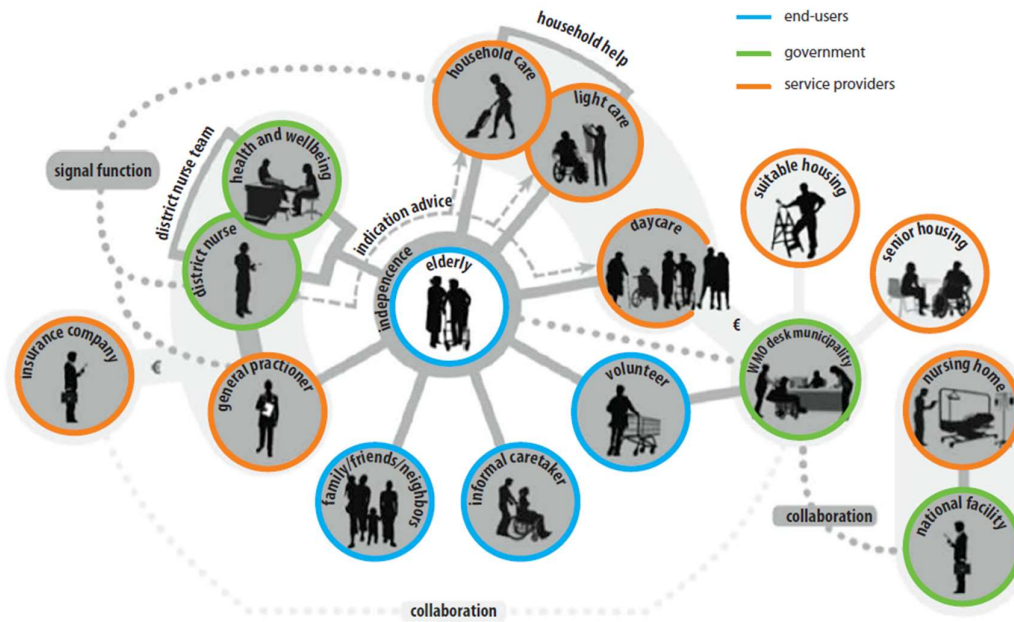 end-users
government
service providers
household help
household care
light care
signal function
district nurse team
health and wellbeing
district nurse
indication advice
indepencence
elderly
daycare
suitable housing
senior housing
insurance company
€
general practioner
€
WMO desk municipality
nursing home
volunteer
family/friends/neighbors
informal caretaker
collaboration
national facility
collaboration